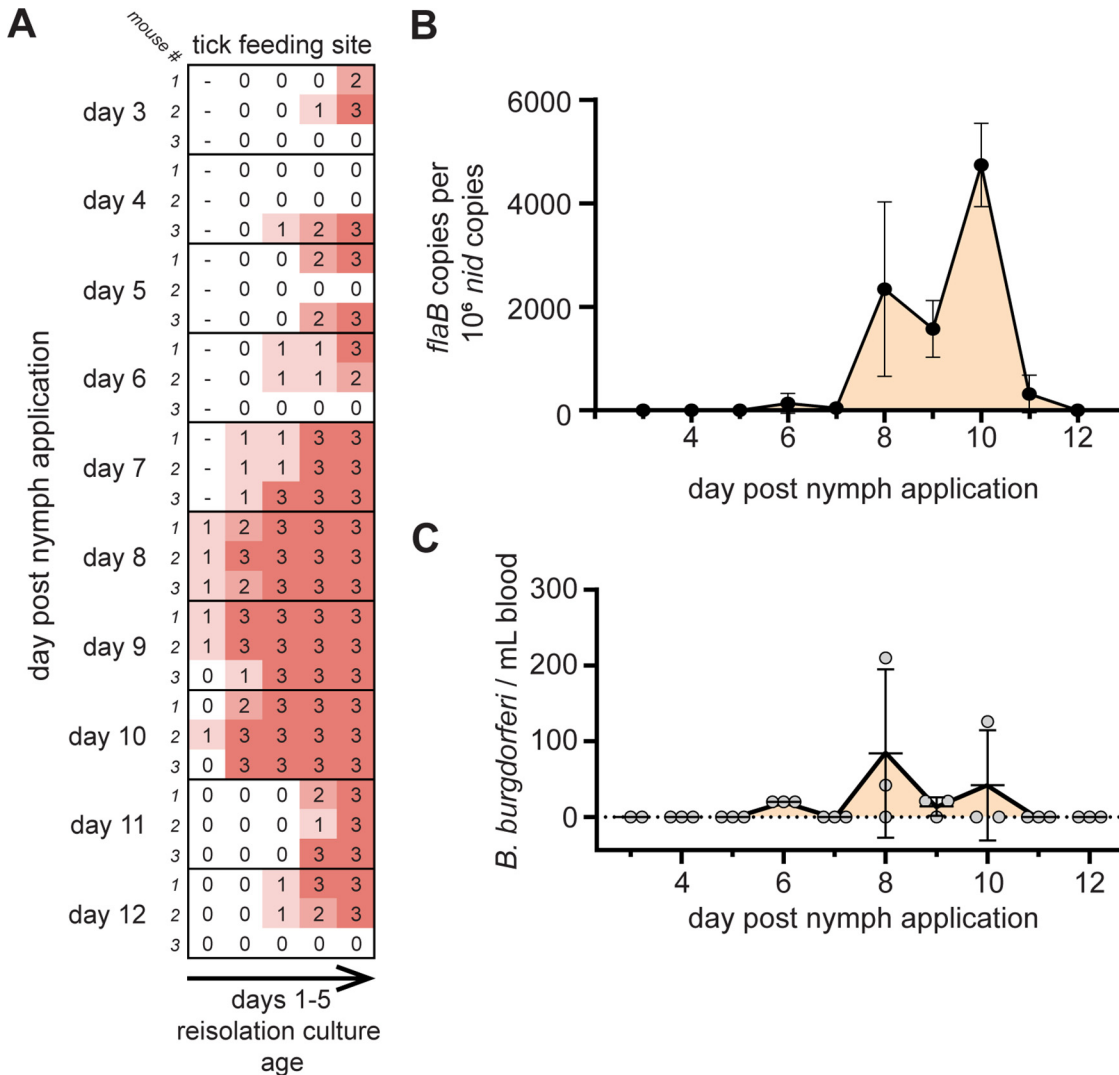 A
mouse #
tick feeding site
day post nymph application
day 3
1 - 0 0 0 2
2 - 0 0 1 3
3 - 0 0 0 0
day 4
1 - 0 0 0 0
2 - 0 0 0 0
3 - 0 1 2 3
day 5
1 - 0 0 2 3
2 - 0 0 0 0
3 - 0 0 2 3
day 6
1 - 0 1 1 3
2 - 0 1 1 2
3 - 0 0 0 0
day 7
1 - 1 1 3 3
2 - 1 1 3 3
3 - 1 3 3 3
day 8
1 1 2 3 3 3
2 1 3 3 3 3
3 1 2 3 3 3
day 9
1 1 3 3 3 3
2 1 3 3 3 3
3 0 1 3 3 3
day 10
1 0 2 3 3 3
2 1 3 3 3 3
3 0 3 3 3 3
day 11
1 0 0 0 2 3
2 0 0 0 1 3
3 0 0 0 3 3
day 12
1 0 0 1 3 3
2 0 0 1 2 3
3 0 0 0 0 0
days 1-5
reisolation culture
age
B
flaB copies per
10⁶ nid copies
6000
4000
2000
0
4 6 8 10 12
day post nymph application
C
B. burgdorferi / mL blood
300
200
100
0
4 6 8 10 12
day post nymph application